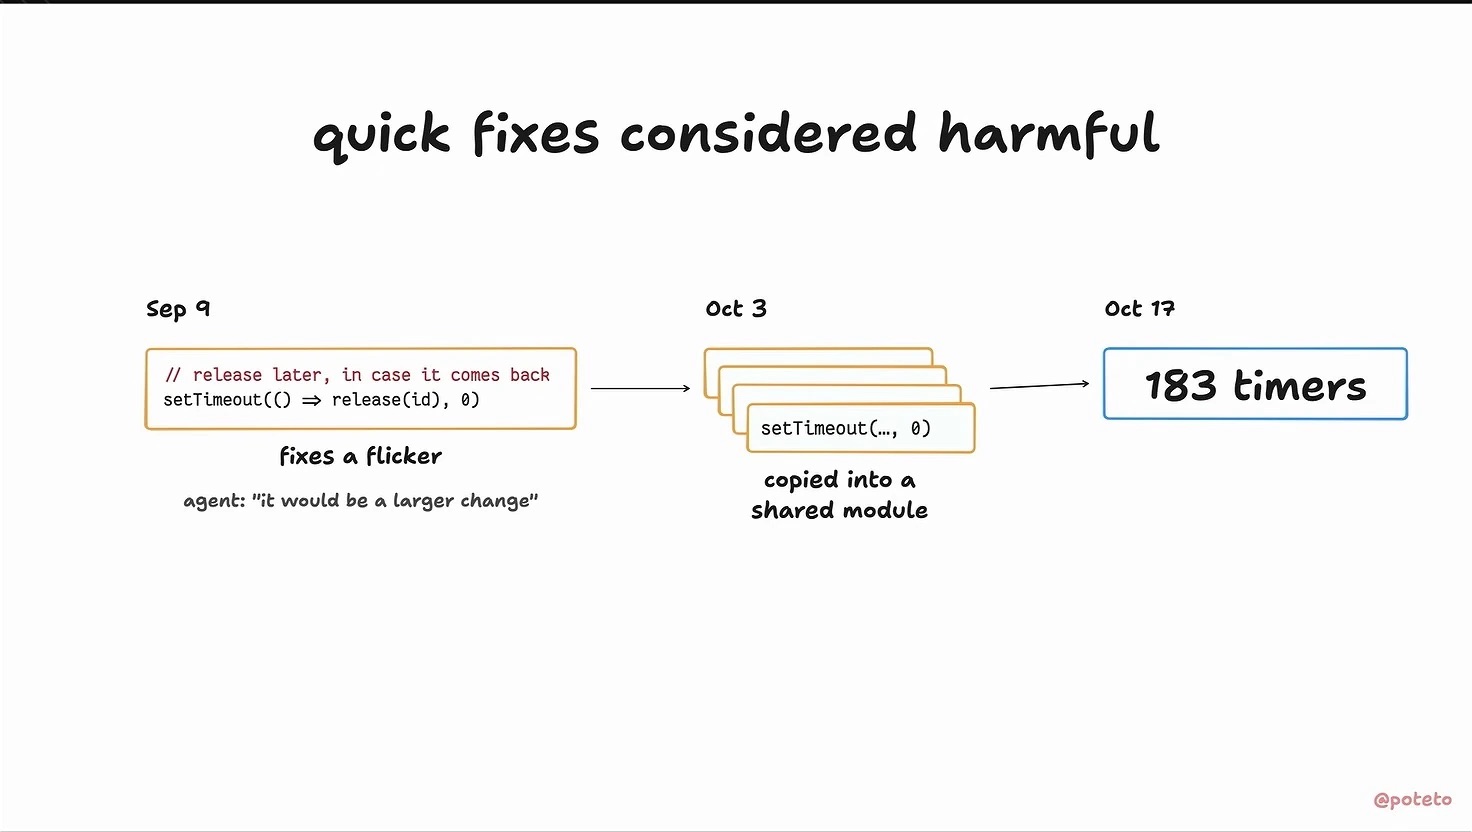 quick fixes considered harmful
Sep 9
// release later, in case it comes back
setTimeout(() => release(id), 0)
fixes a flicker
agent: "it would be a larger change"
Oct 3
setTimeout(…, 0)
copied into a
shared module
Oct 17
183 timers
@poteto